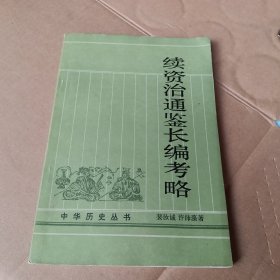 续资治通鉴长编考略
中华历史丛书
裴汝诚 许沛藻著